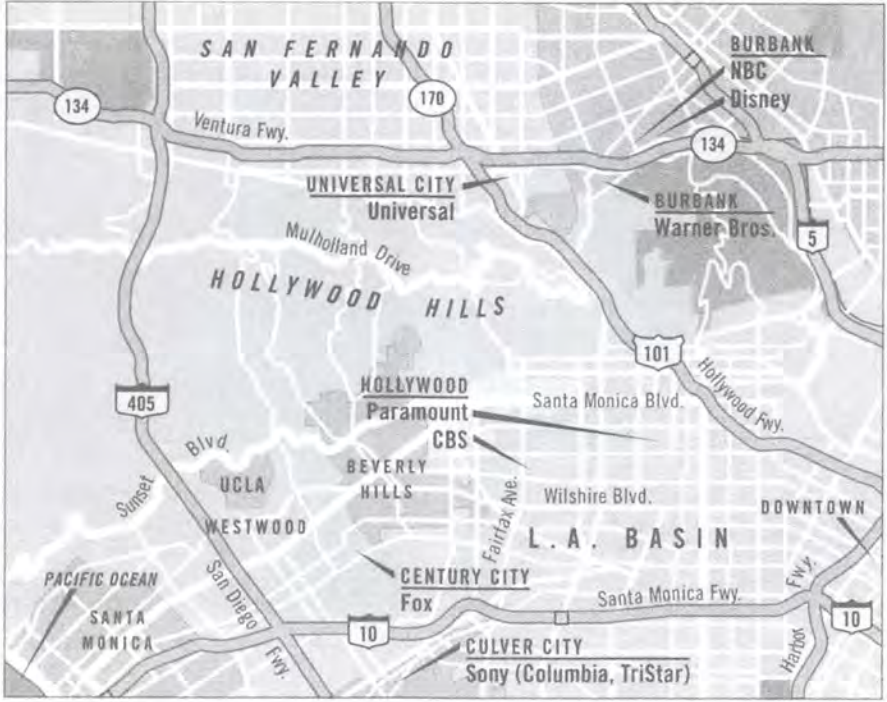 SAN FERNANDO
VALLEY
BURBANK
NBC
Disney
134
170
Ventura Fwy.
134
UNIVERSAL CITY
Universal
BURBANK
Warner Bros.
5
Mulholland Drive
HOLLYWOOD HILLS
101
Hollywood Fwy.
405
HOLLYWOOD
Paramount
CBS
Santa Monica Blvd.
Sunset Blvd.
UCLA
BEVERLY
HILLS
Wilshire Blvd.
Fairfax Ave.
DOWNTOWN
WESTWOOD
L.A. BASIN
PACIFIC OCEAN
San Diego Fwy.
CENTURY CITY
Fox
Santa Monica Fwy.
Harbor Fwy.
SANTA
MONICA
10
10
CULVER CITY
Sony (Columbia, TriStar)